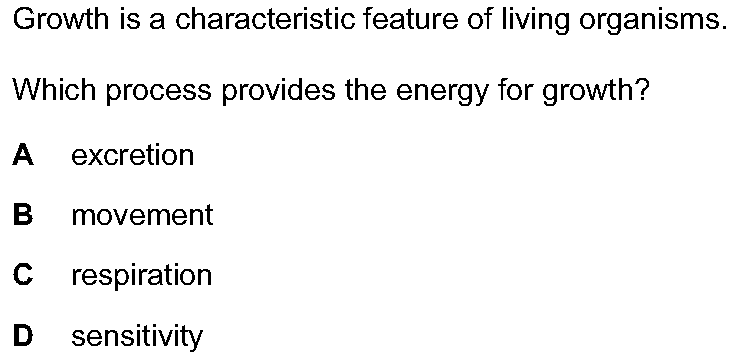 Growth is a characteristic feature of living organisms.
Which process provides the energy for growth?
A excretion
B movement
C respiration
D sensitivity